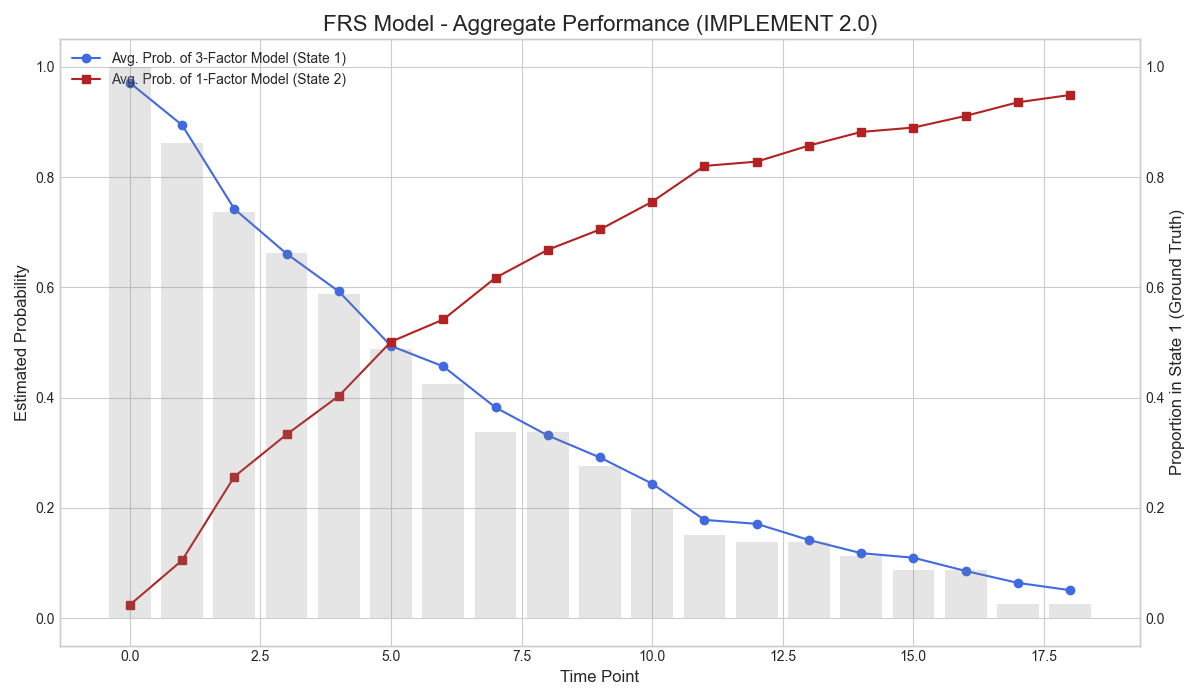 FRS Model - Aggregate Performance (IMPLEMENT 2.0)
Avg. Prob. of 3-Factor Model (State 1)
Avg. Prob. of 1-Factor Model (State 2)
1.0
0.8
0.6
0.4
0.2
0.0
Estimated Probability
1.0
0.8
0.6
0.4
0.2
0.0
Proportion in State 1 (Ground Truth)
0.0 2.5 5.0 7.5 10.0 12.5 15.0 17.5
Time Point